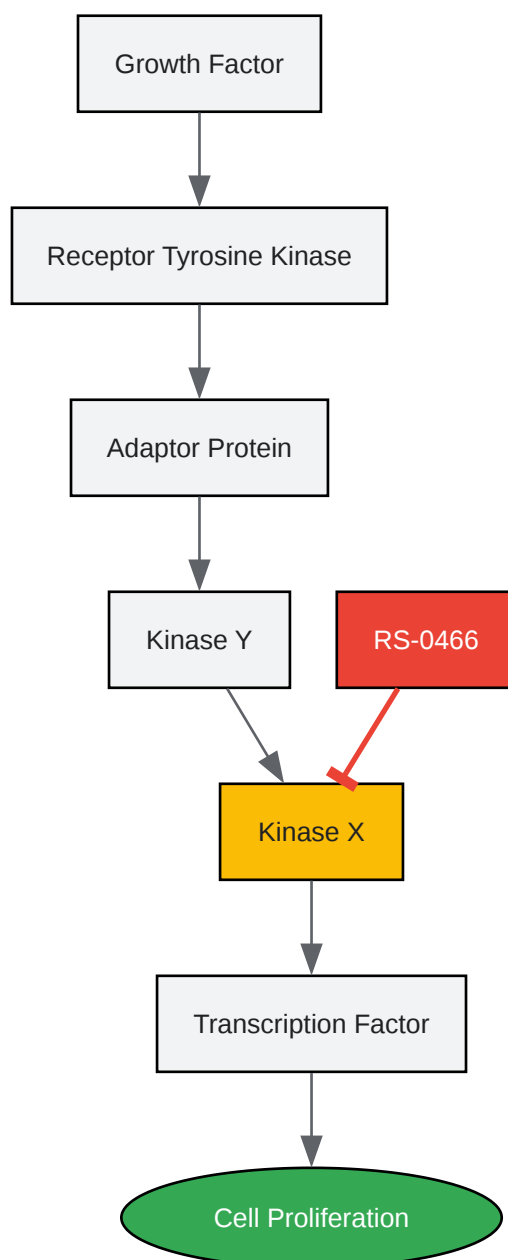 Growth Factor
Receptor Tyrosine Kinase
Adaptor Protein
Kinase Y
RS-0466
Kinase X
Transcription Factor
Cell Proliferation